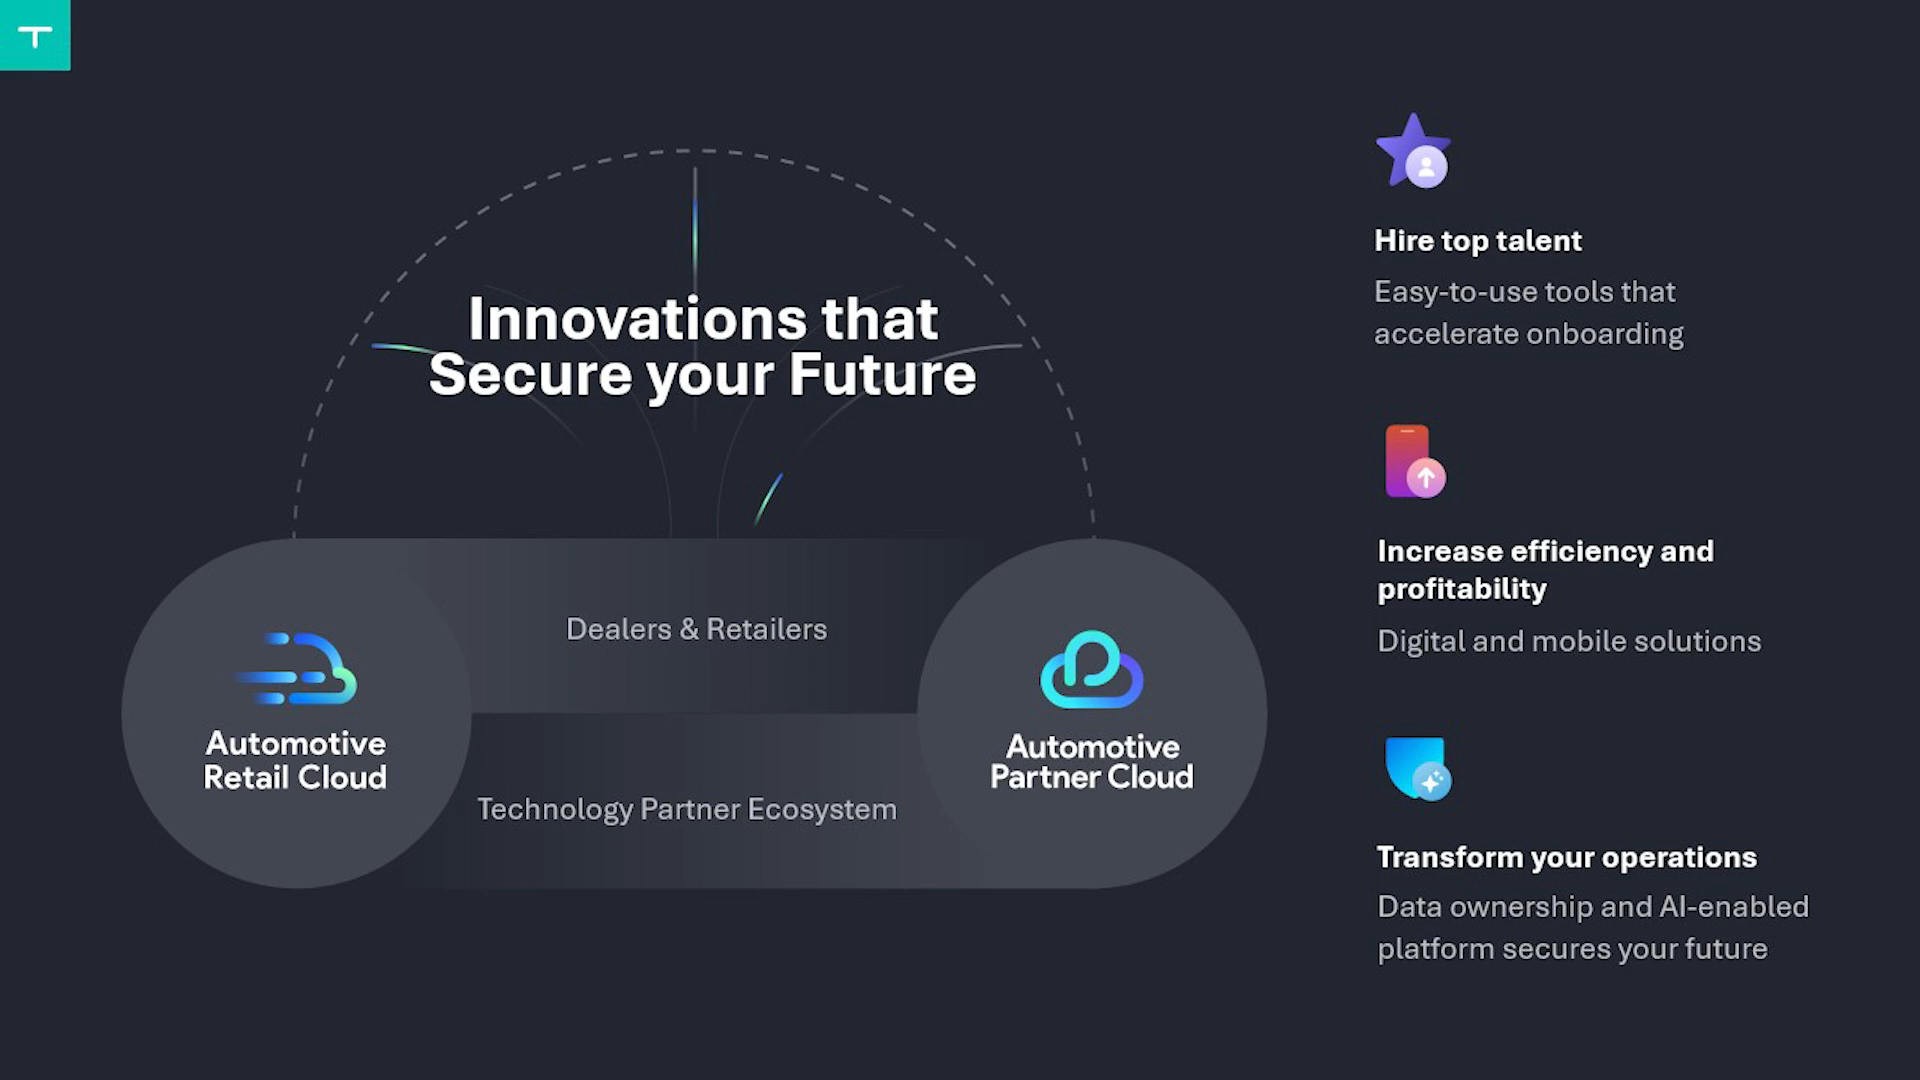 Innovations that
Secure your Future
Dealers & Retailers
Technology Partner Ecosystem
Automotive
Retail Cloud
Automotive
Partner Cloud
Hire top talent
Easy-to-use tools that
accelerate onboarding
Increase efficiency and
profitability
Digital and mobile solutions
Transform your operations
Data ownership and AI-enabled
platform secures your future